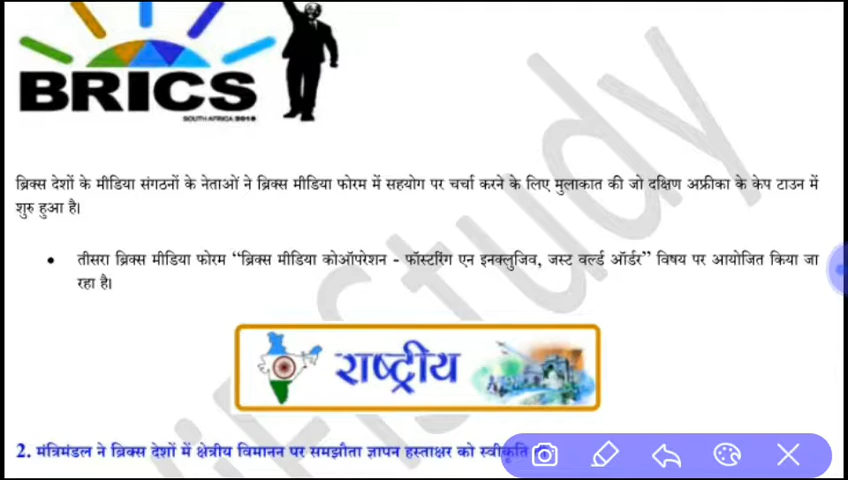 BRICS
SOUTH AFRICA 2018
ब्रिक्स देशों के मीडिया संगठनों के नेताओं ने ब्रिक्स मीडिया फोरम में सहयोग पर चर्चा करने के लिए मुलाकात की जो दक्षिण अफ्रीका के केप टाउन में
शुरु हुआ है।
• तीसरा ब्रिक्स मीडिया फोरम “ब्रिक्स मीडिया कोऑपरेशन - फॉस्टरिंग एन इनक्लुजिव, जस्ट वर्ल्ड ऑर्डर” विषय पर आयोजित किया जा
रहा है।
राष्ट्रीय
2. मंत्रिमंडल ने ब्रिक्स देशों में क्षेत्रीय विमानन पर समझौता ज्ञापन हस्ताक्षर को स्वीकृति
Study